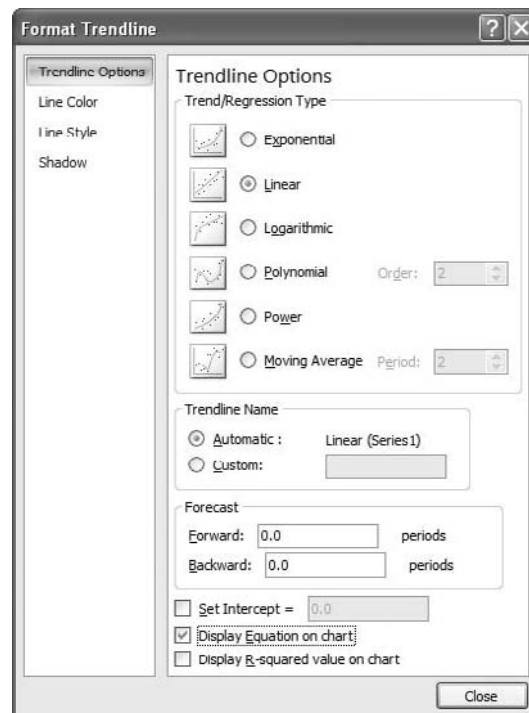 Format Trendline
Trendline Options
Line Color
Line Style
Shadow
Trendline Options
Trend/Regression Type
Exponential
Linear
Logarithmic
Polynomial Order: 2
Power
Moving Average Period: 2
Trendline Name
Automatic : Linear (Series1)
Custom:
Forecast
Forward: 0.0 periods
Backward: 0.0 periods
Set Intercept = 0.0
Display Equation on chart
Display R-squared value on chart
Close